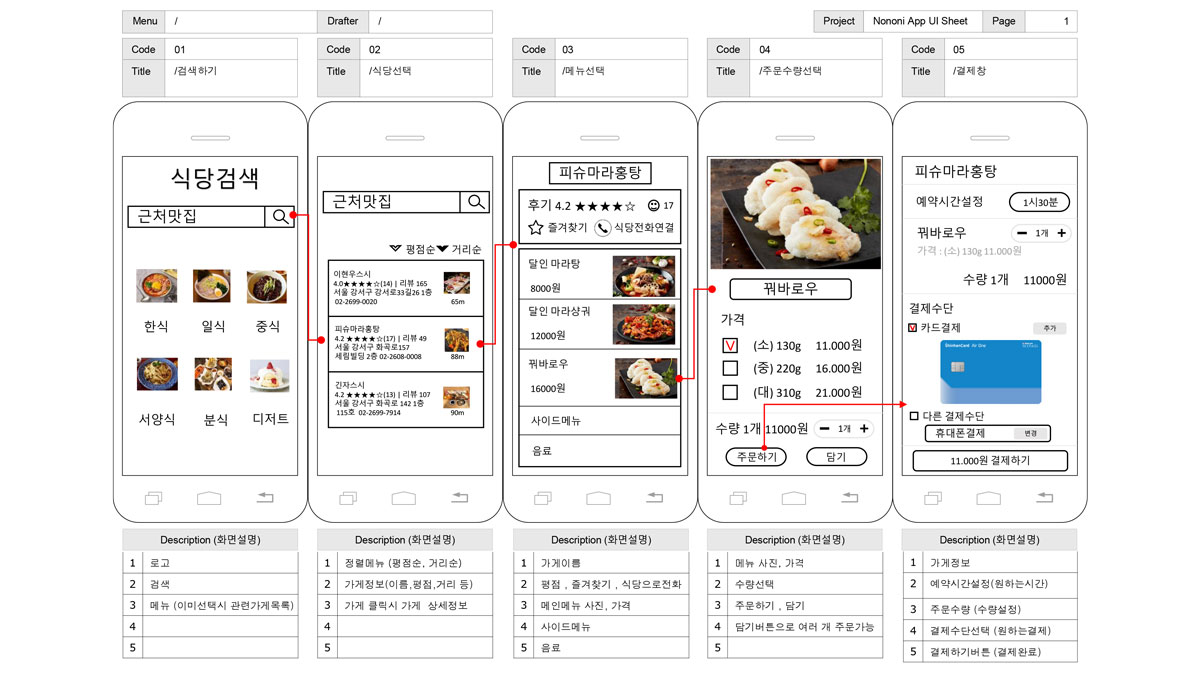 Menu /
Drafter /
Project Nononi App UI Sheet Page 1
Code 01
Title /검색하기
Code 02
Title /식당선택
Code 03
Title /메뉴선택
Code 04
Title /주문수량선택
Code 05
Title /결제창
식당검색
근처맛집
한식 일식 중식
서양식 분식 디저트
근처맛집
평점순 거리순
이현우스시
4.0★★★★☆(14) | 리뷰 165
서울 강서구 강서로33길26 1층
02-2699-0020
65m
피슈마라홍탕
4.2 ★★★★☆(17) | 리뷰 49
서울 강서구 화곡로157
세림빌딩 2층 02-2608-0008
88m
긴자스시
4.2 ★★★★☆(13) | 리뷰 107
서울 강서구 화곡로 142 1층
115호 02-2699-7914
90m
피슈마라홍탕
후기 4.2 ★★★★☆ 17
즐겨찾기 식당전화연결
달인 마라탕
8000원
달인 마라샹궈
12000원
꿔바로우
16000원
사이드메뉴
음료
꿔바로우
가격
V (소) 130g 11.000원
(중) 220g 16.000원
(대) 310g 21.000원
수량 1개 11000원 1개
주문하기 담기
피슈마라홍탕
예약시간설정 1시30분
꿔바로우 1개
가격 : (소) 130g 11.000원
수량 1개 11000원
결제수단
V 카드결제 추가
다른 결제수단
휴대폰결제 변경
11.000원 결제하기
Description (화면설명)
1 로고
2 검색
3 메뉴 (이미선택시 관련가게목록)
4
5
Description (화면설명)
1 정렬메뉴 (평점순, 거리순)
2 가게정보(이름,평점,거리 등)
3 가게 클릭시 가게 상세정보
4
5
Description (화면설명)
1 가게이름
2 평점 , 즐겨찾기 , 식당으로전화
3 메인메뉴 사진, 가격
4 사이드메뉴
5 음료
Description (화면설명)
1 메뉴 사진, 가격
2 수량선택
3 주문하기 , 담기
4 담기버튼으로 여러 개 주문가능
5
Description (화면설명)
1 가게정보
2 예약시간설정(원하는시간)
3 주문수량 (수량설정)
4 결제수단선택 (원하는결제)
5 결제하기버튼 (결제완료)